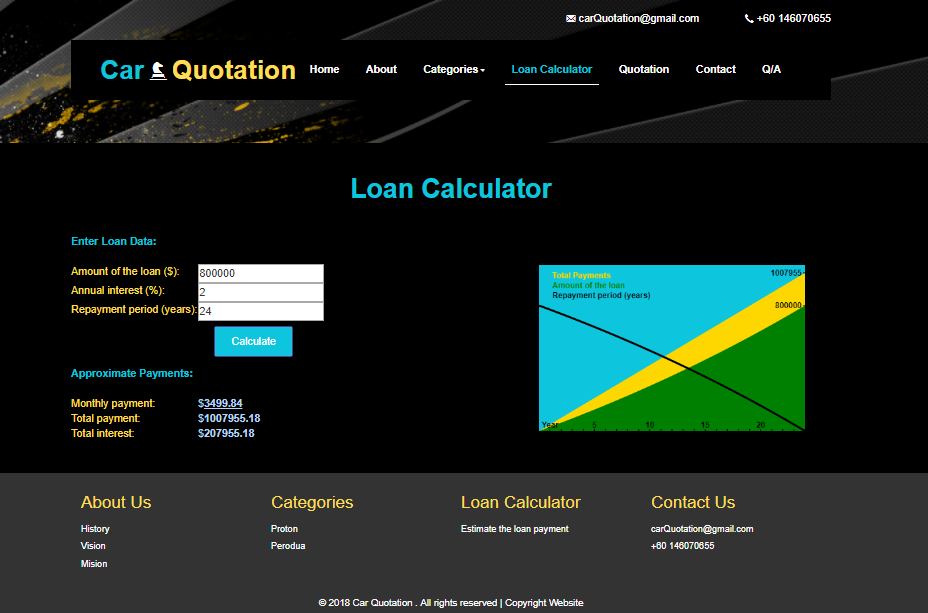 carQuotation@gmail.com +60 146070655
Car Quotation Home About Categories Loan Calculator Quotation Contact Q/A
Loan Calculator
Enter Loan Data:
Amount of the loan ($): 800000
Annual interest (%): 2
Repayment period (years): 24
Calculate
Approximate Payments:
Monthly payment: $3499.84
Total payment: $1007955.18
Total interest: $207955.18
Total Payments 1007955
Amount of the loan
Repayment period (years)
800000
Year 5 10 15 20
About Us
History
Vision
Mision
Categories
Proton
Perodua
Loan Calculator
Estimate the loan payment
Contact Us
carQuotation@gmail.com
+60 146070655
© 2018 Car Quotation . All rights reserved | Copyright Website